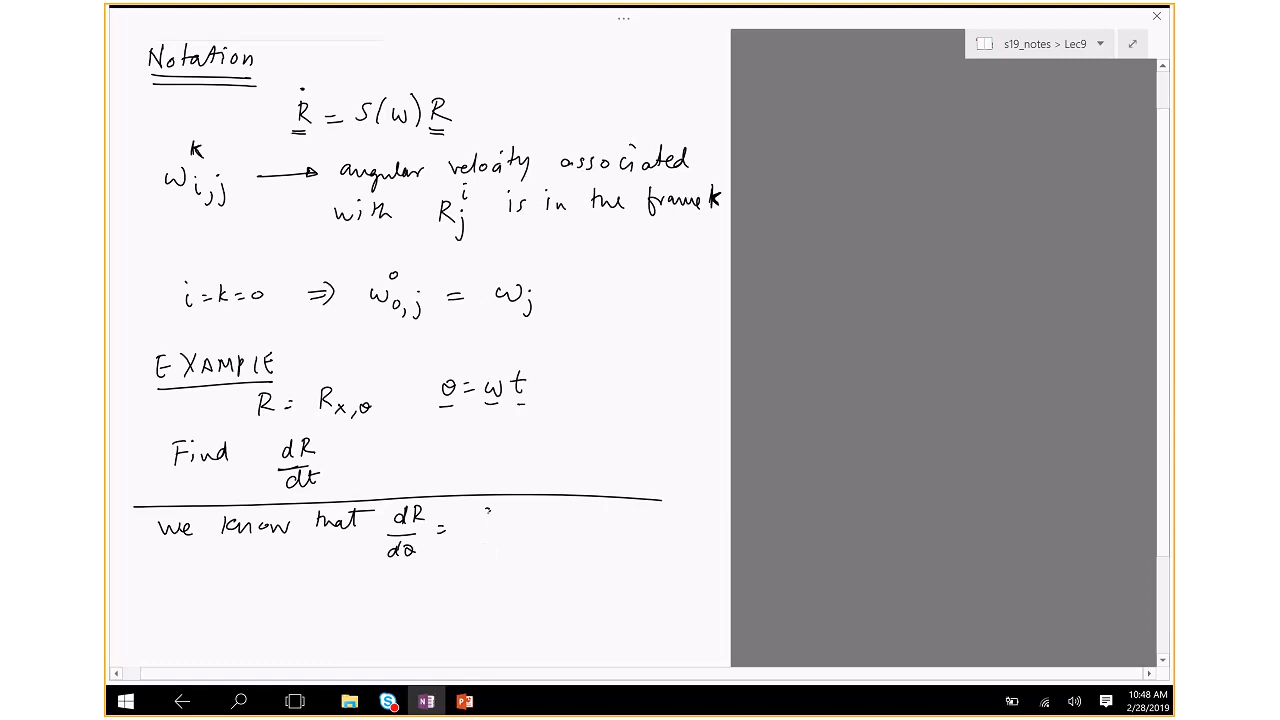 ...
s19_notes > Lec9
Notation
Ṙ = S(ω) R
ω^k_{i,j} → angular velocity associated
with R^i_j is in the frame k
i = k = 0 ⇒ ω^0_{0,j} = ω_j
EXAMPLE
R = R_{x,θ} θ = ω t
Find dR/dt
we know that dR/dθ =
10:48 AM
2/28/2019